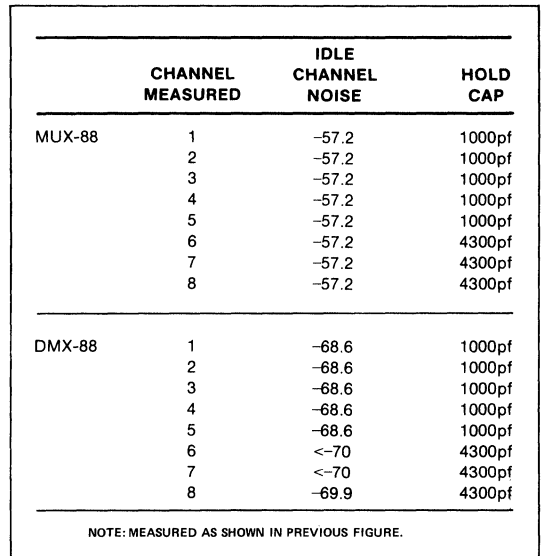 IDLE
CHANNEL CHANNEL HOLD
MEASURED NOISE CAP
MUX-88 1 −57.2 1000pf
2 −57.2 1000pf
3 −57.2 1000pf
4 −57.2 1000pf
5 −57.2 1000pf
6 −57.2 4300pf
7 −57.2 4300pf
8 −57.2 4300pf
DMX-88 1 −68.6 1000pf
2 −68.6 1000pf
3 −68.6 1000pf
4 −68.6 1000pf
5 −68.6 1000pf
6 <−70 4300pf
7 <−70 4300pf
8 −69.9 4300pf
NOTE: MEASURED AS SHOWN IN PREVIOUS FIGURE.